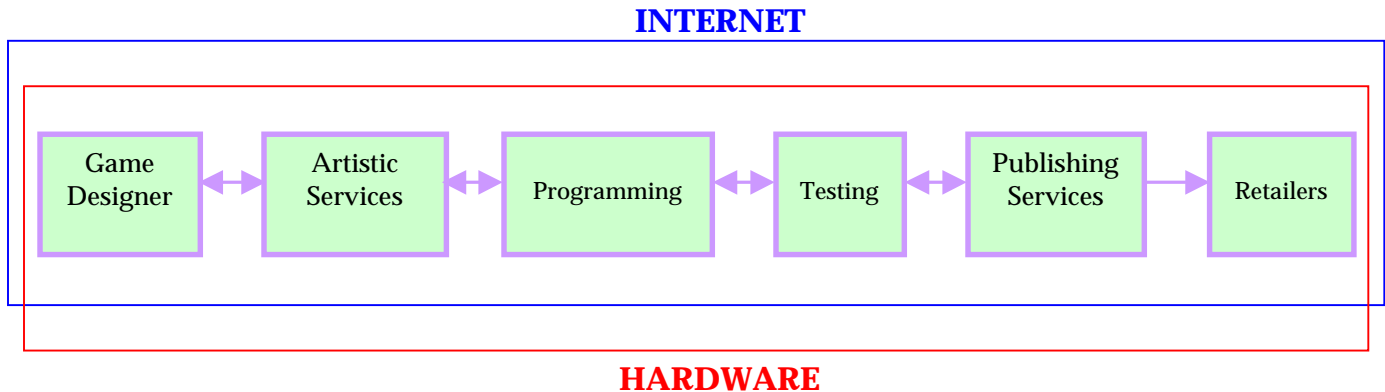 INTERNET
Game
Designer
Artistic
Services
Programming
Testing
Publishing
Services
Retailers
HARDWARE